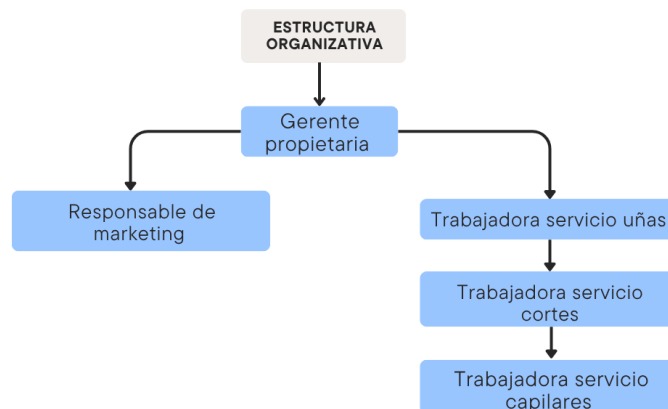 ESTRUCTURA
ORGANIZATIVA
Gerente
propietaria
Responsable de
marketing
Trabajadora servicio uñas
Trabajadora servicio
cortes
Trabajadora servicio
capilares